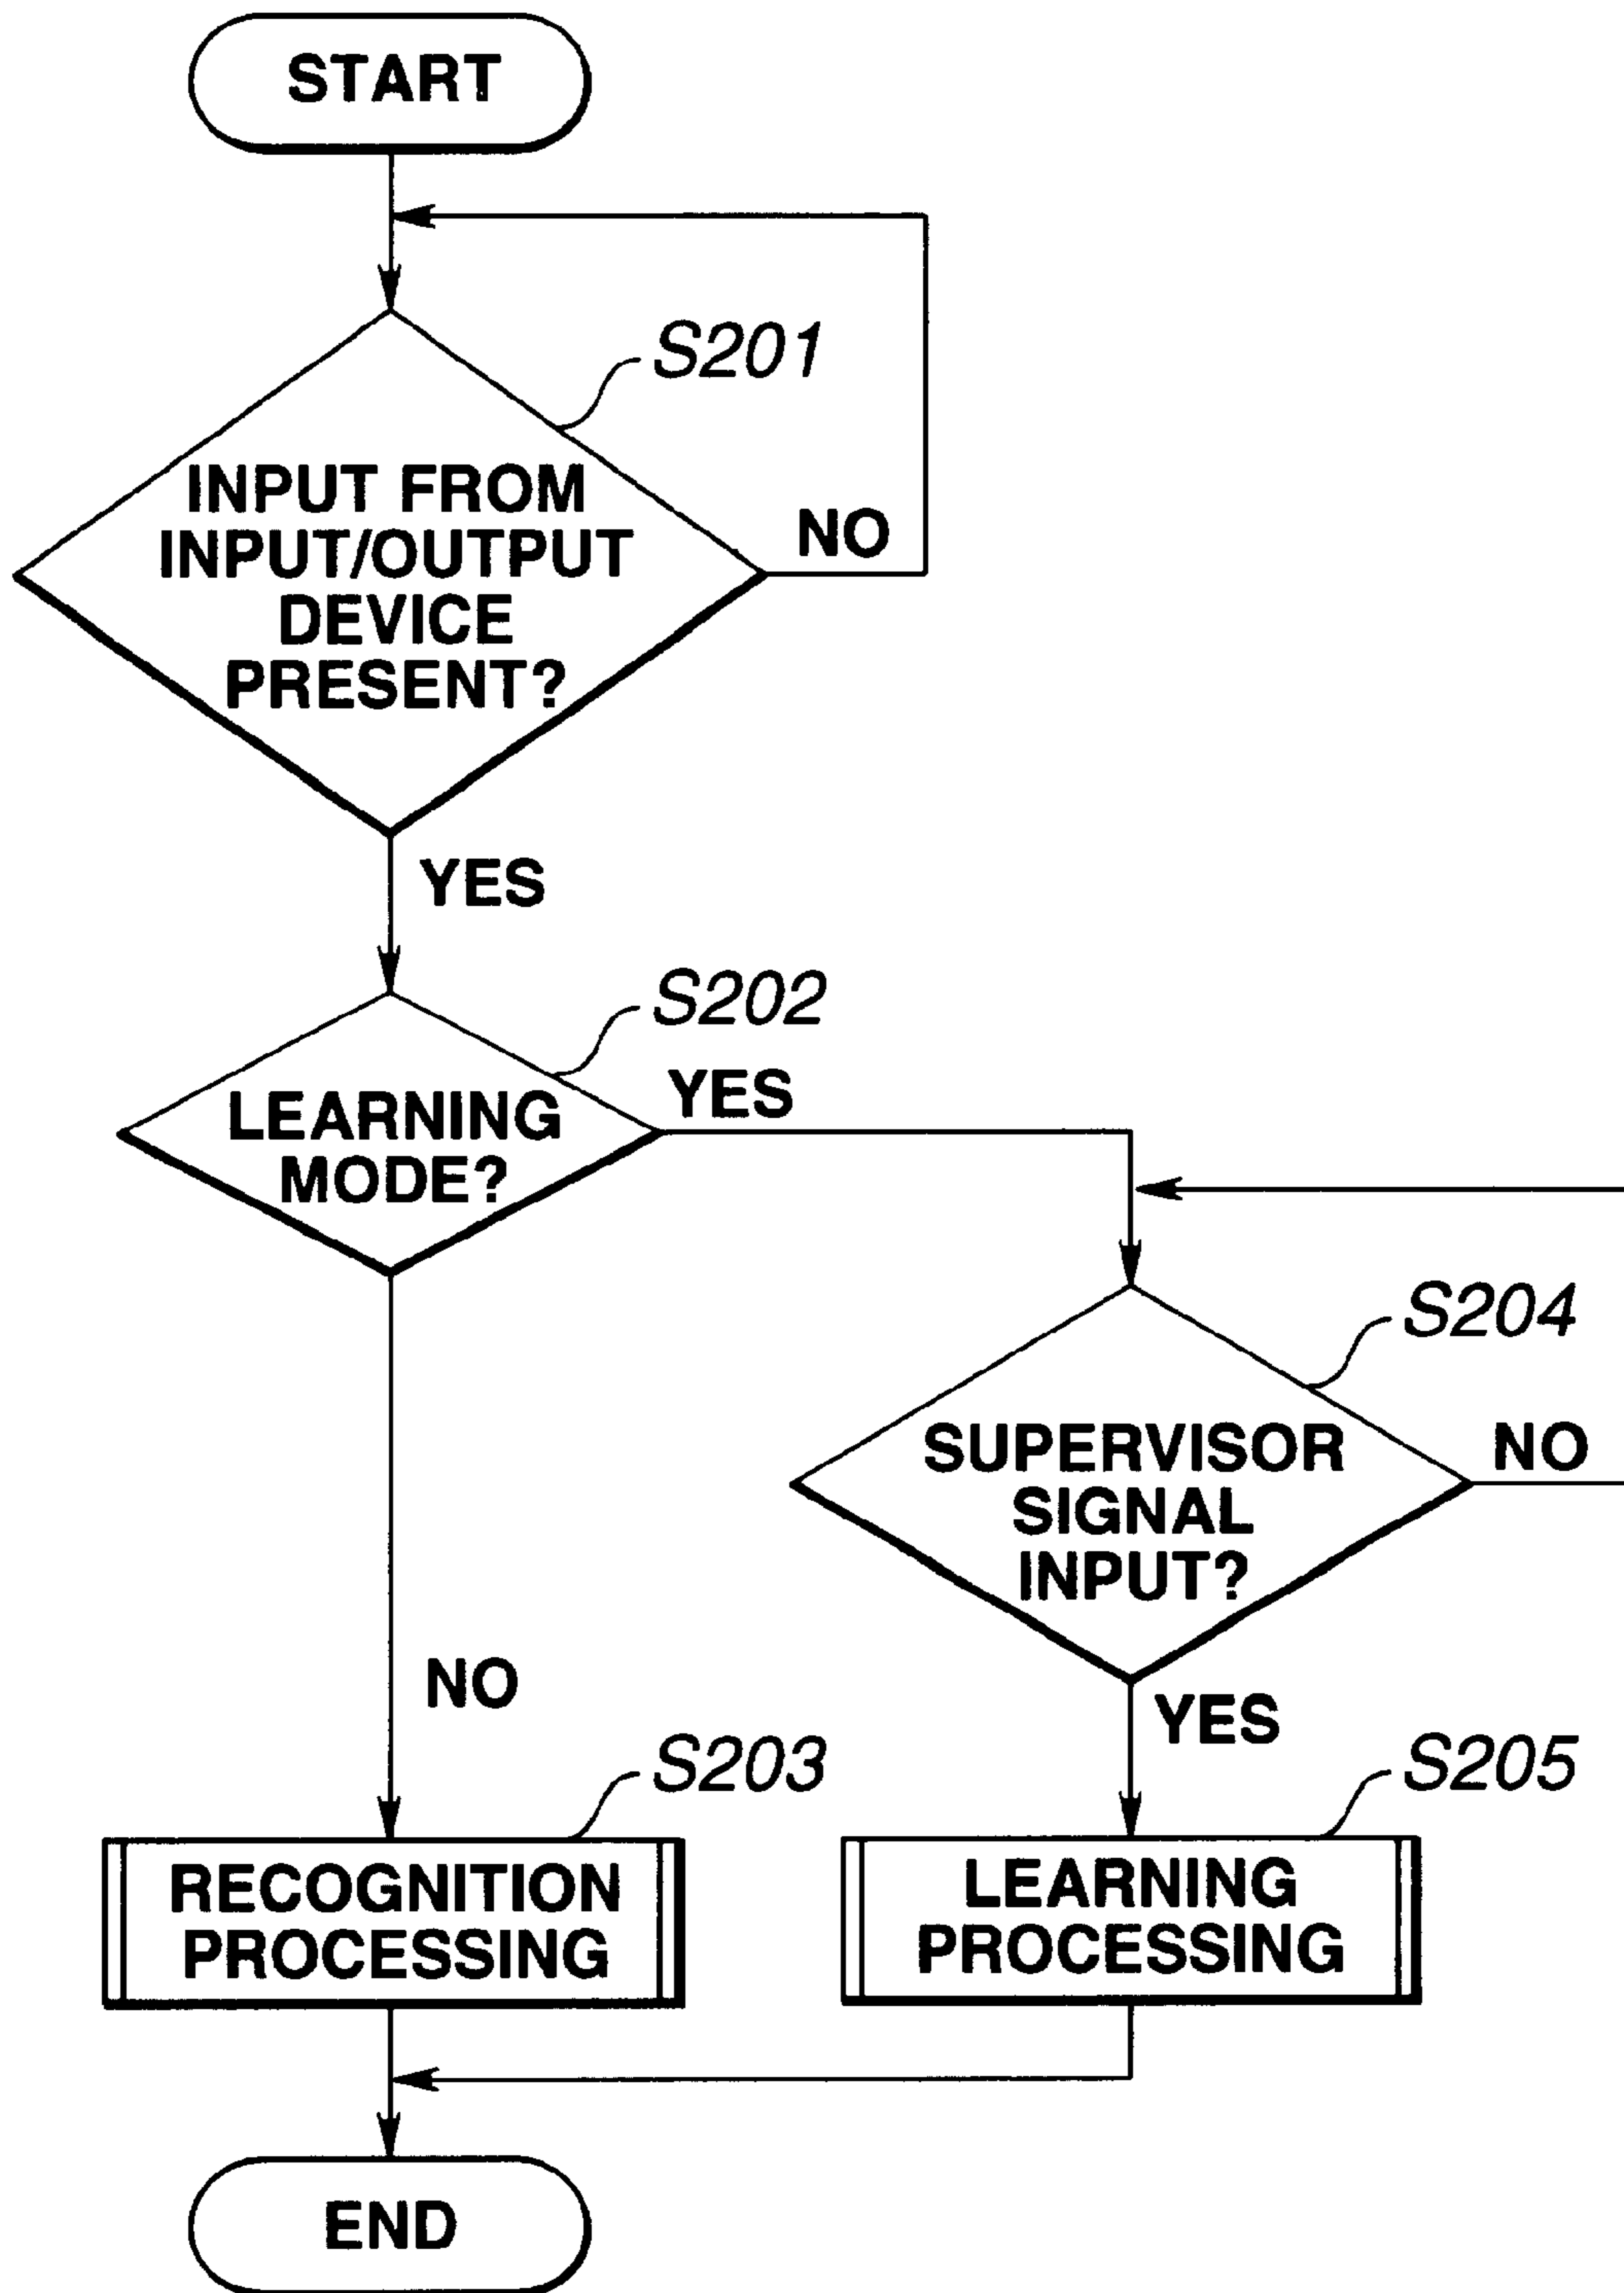 START
S201
INPUT FROM
INPUT/OUTPUT
DEVICE
PRESENT?
NO
YES
S202
YES
LEARNING
MODE?
S204
SUPERVISOR
SIGNAL
INPUT?
NO
NO
YES
S203
S205
RECOGNITION
PROCESSING
LEARNING
PROCESSING
END